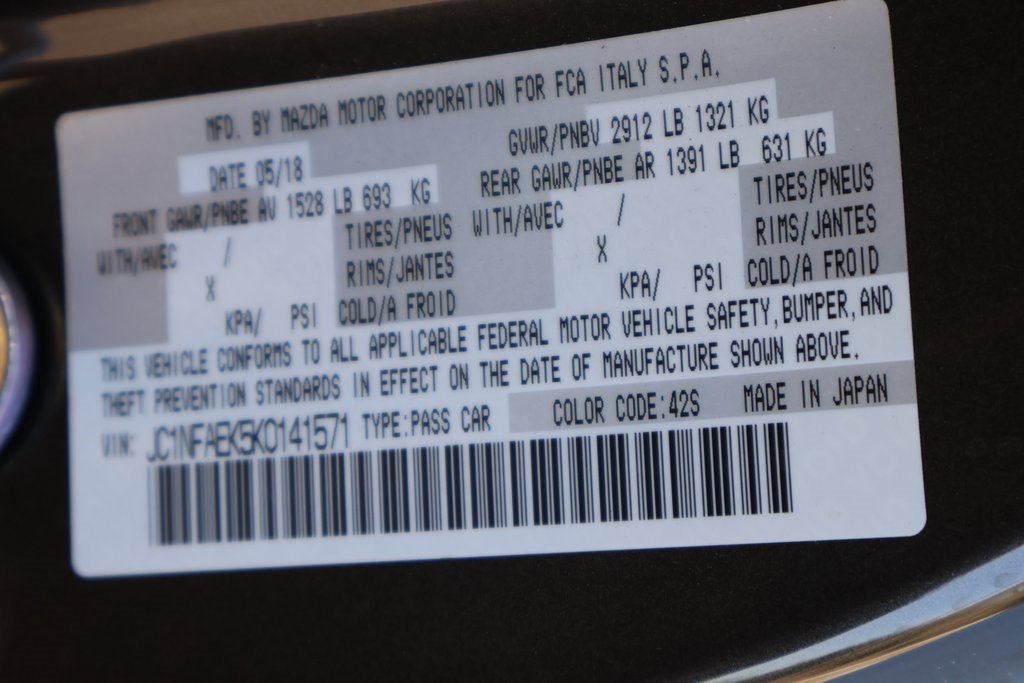 MFD. BY MAZDA MOTOR CORPORATION FOR FCA ITALY S.P.A.
DATE 05/18 GVWR/PNBV 2912 LB 1321 KG
FRONT GAWR/PNBE AV 1528 LB 693 KG REAR GAWR/PNBE AR 1391 LB 631 KG
WITH/AVEC / TIRES/PNEUS WITH/AVEC / TIRES/PNEUS
X RIMS/JANTES X RIMS/JANTES
KPA/ PSI COLD/A FROID KPA/ PSI COLD/A FROID
THIS VEHICLE CONFORMS TO ALL APPLICABLE FEDERAL MOTOR VEHICLE SAFETY,BUMPER,AND
THEFT PREVENTION STANDARDS IN EFFECT ON THE DATE OF MANUFACTURE SHOWN ABOVE.
VIN: JC1NFAEK5K0141571 TYPE:PASS CAR COLOR CODE:42S MADE IN JAPAN